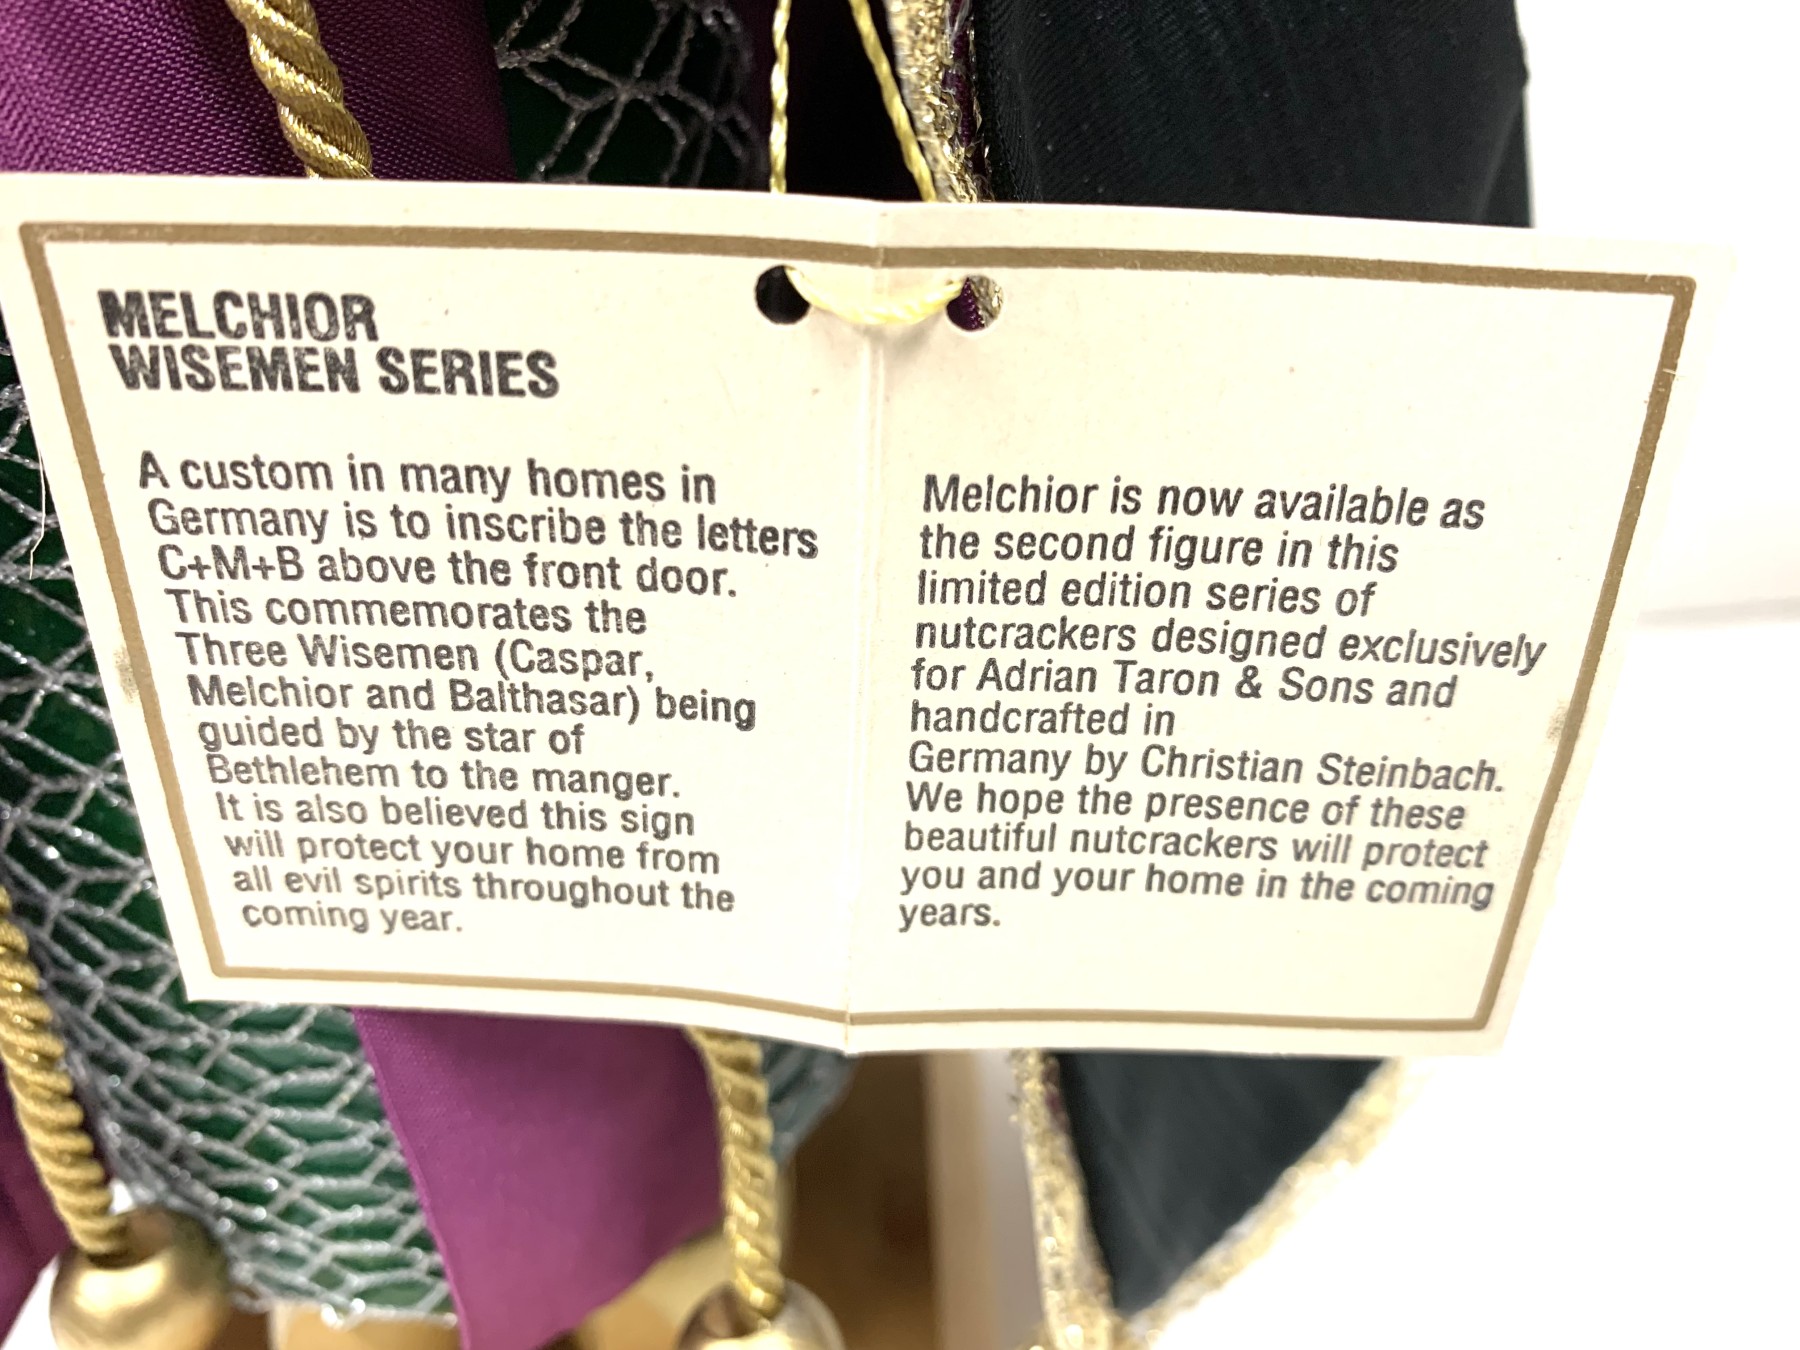 MELCHIOR
WISEMEN SERIES
A custom in many homes in
Germany is to inscribe the letters
C+M+B above the front door.
This commemorates the
Three Wisemen (Caspar,
Melchior and Balthasar) being
guided by the star of
Bethlehem to the manger.
It is also believed this sign
will protect your home from
all evil spirits throughout the
coming year.
Melchior is now available as
the second figure in this
limited edition series of
nutcrackers designed exclusively
for Adrian Taron & Sons and
handcrafted in
Germany by Christian Steinbach.
We hope the presence of these
beautiful nutcrackers will protect
you and your home in the coming
years.